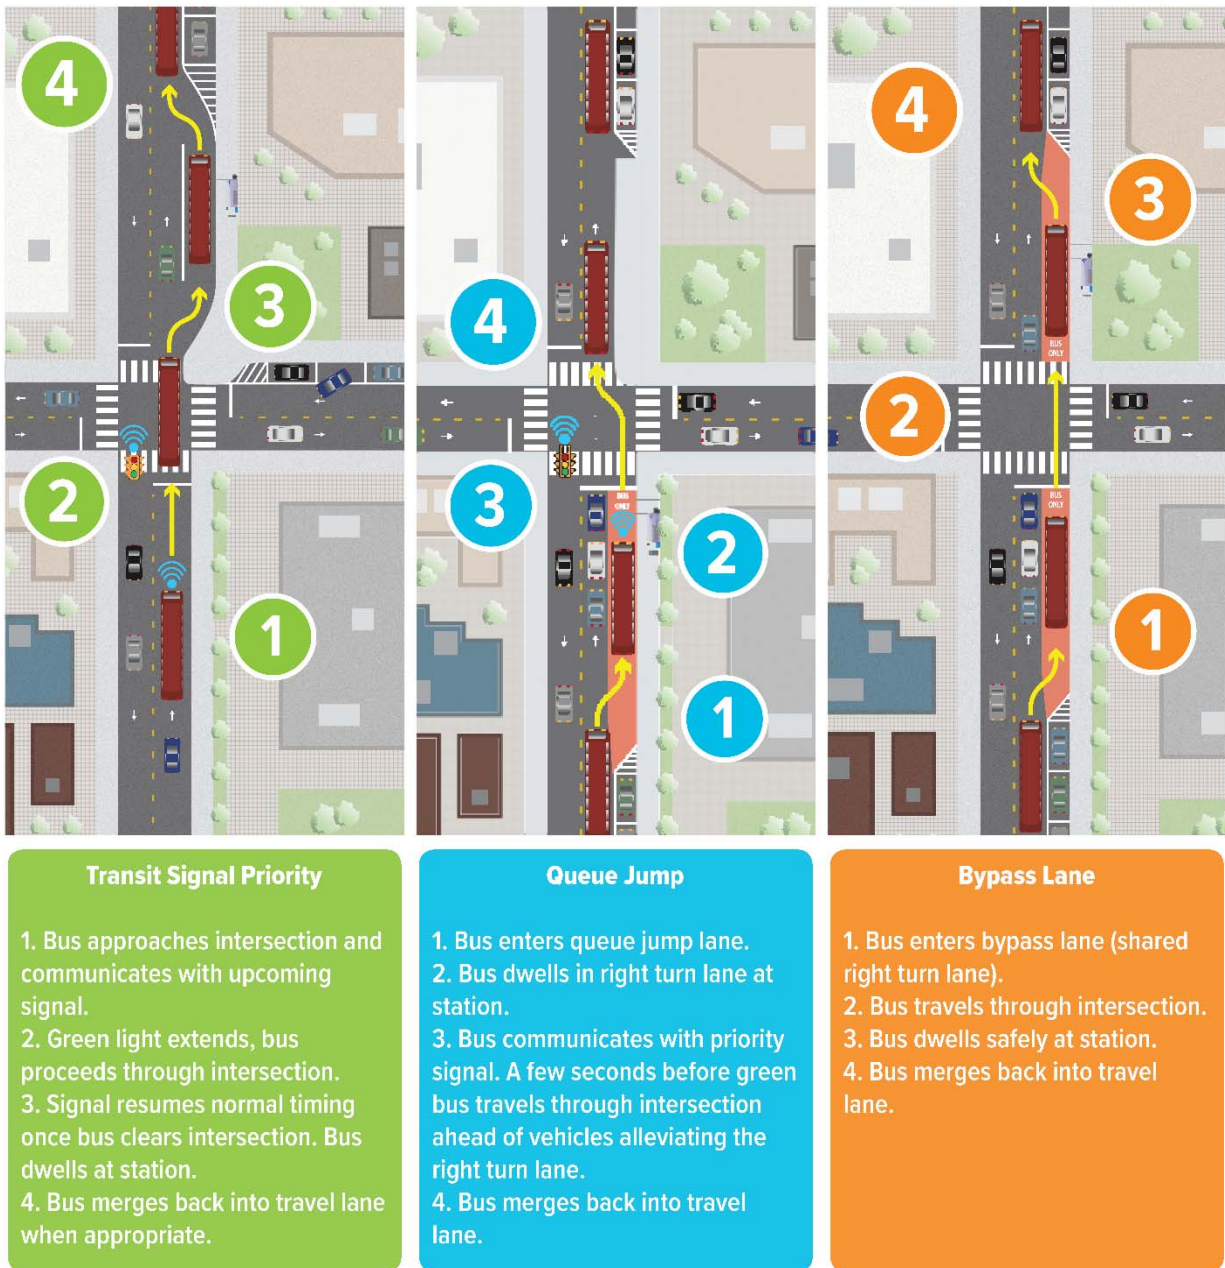 4
3
2
1
4
3
BUS
ONLY
2
1
4
3
BUS
ONLY
2
BUS
ONLY
1
Transit Signal Priority
1. Bus approaches intersection and
communicates with upcoming
signal.
2. Green light extends, bus
proceeds through intersection.
3. Signal resumes normal timing
once bus clears intersection. Bus
dwells at station.
4. Bus merges back into travel lane
when appropriate.
Queue Jump
1. Bus enters queue jump lane.
2. Bus dwells in right turn lane at
station.
3. Bus communicates with priority
signal. A few seconds before green
bus travels through intersection
ahead of vehicles alleviating the
right turn lane.
4. Bus merges back into travel
lane.
Bypass Lane
1. Bus enters bypass lane (shared
right turn lane).
2. Bus travels through intersection.
3. Bus dwells safely at station.
4. Bus merges back into travel
lane.